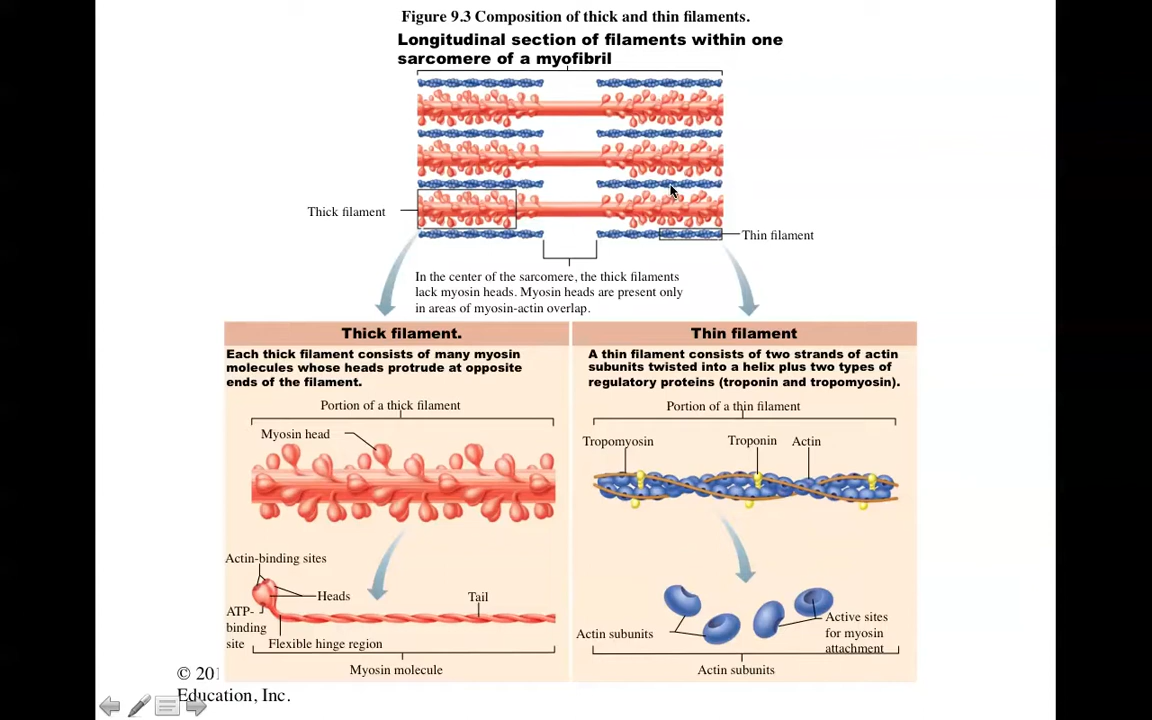 Figure 9.3 Composition of thick and thin filaments.
Longitudinal section of filaments within one
sarcomere of a myofibril
Thick filament
Thin filament
In the center of the sarcomere, the thick filaments
lack myosin heads. Myosin heads are present only
in areas of myosin-actin overlap.
Thick filament.
Each thick filament consists of many myosin
molecules whose heads protrude at opposite
ends of the filament.
Portion of a thick filament
Myosin head
Actin-binding sites
Heads
Tail
ATP-
binding
site
Flexible hinge region
Myosin molecule
Thin filament
A thin filament consists of two strands of actin
subunits twisted into a helix plus two types of
regulatory proteins (troponin and tropomyosin).
Portion of a thin filament
Tropomyosin
Troponin
Actin
Actin subunits
Active sites
for myosin
attachment
Actin subunits
©
Education, Inc.